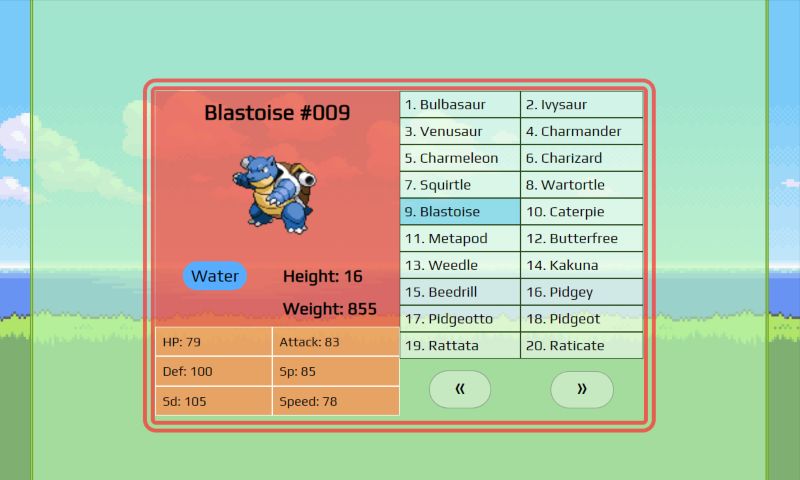 Blastoise #009
Water
Height: 16
Weight: 855
HP: 79
Attack: 83
Def: 100
Sp: 85
Sd: 105
Speed: 78
1. Bulbasaur
2. Ivysaur
3. Venusaur
4. Charmander
5. Charmeleon
6. Charizard
7. Squirtle
8. Wartortle
9. Blastoise
10. Caterpie
11. Metapod
12. Butterfree
13. Weedle
14. Kakuna
15. Beedrill
16. Pidgey
17. Pidgeotto
18. Pidgeot
19. Rattata
20. Raticate
«
»